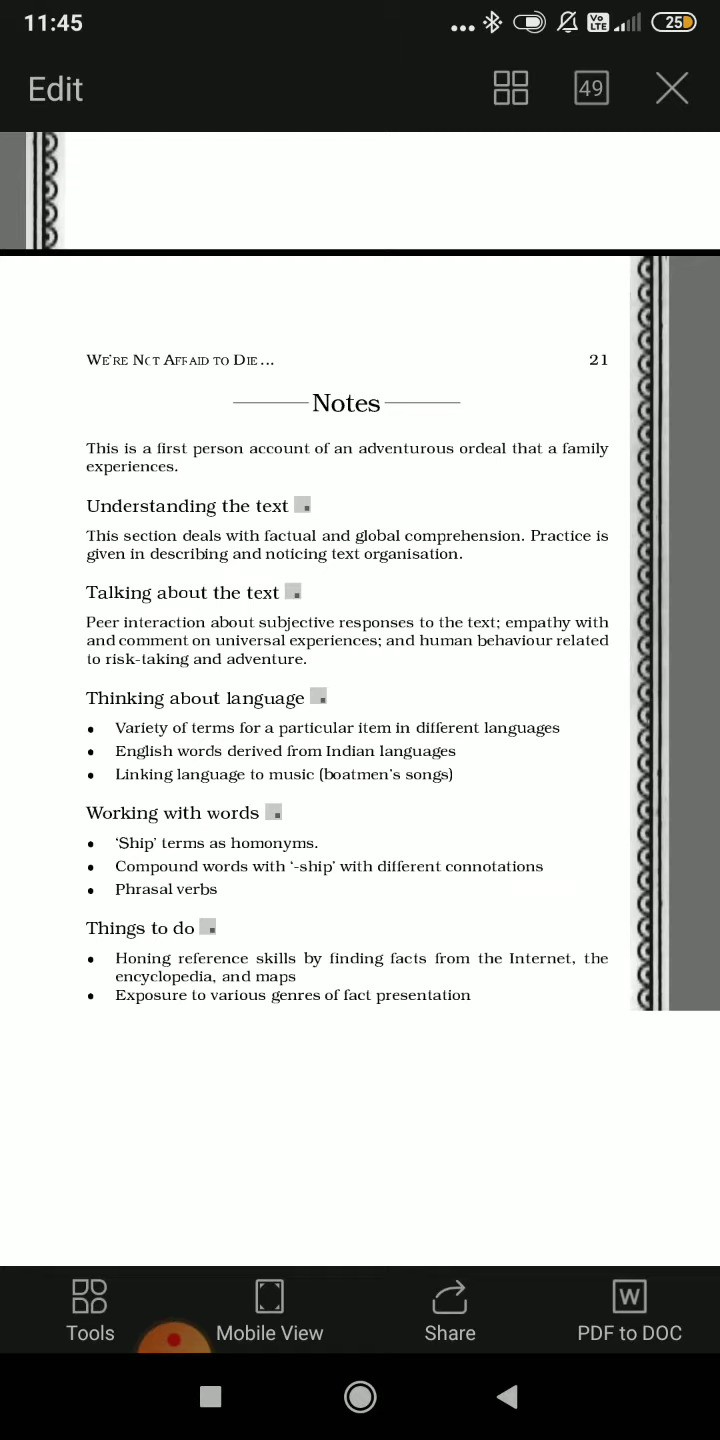 11:45
Vo LTE
25
Edit
49
WE'RE NOT AFRAID TO DIE...
21
Notes
This is a first person account of an adventurous ordeal that a family
experiences.
Understanding the text
This section deals with factual and global comprehension. Practice is
given in describing and noticing text organisation.
Talking about the text
Peer interaction about subjective responses to the text; empathy with
and comment on universal experiences; and human behaviour related
to risk-taking and adventure.
Thinking about language
• Variety of terms for a particular item in different languages
• English words derived from Indian languages
• Linking language to music (boatmen's songs)
Working with words
• 'Ship' terms as homonyms.
• Compound words with '-ship' with different connotations
• Phrasal verbs
Things to do
• Honing reference skills by finding facts from the Internet, the
encyclopedia, and maps
• Exposure to various genres of fact presentation
W
Tools
Mobile View
Share
PDF to DOC